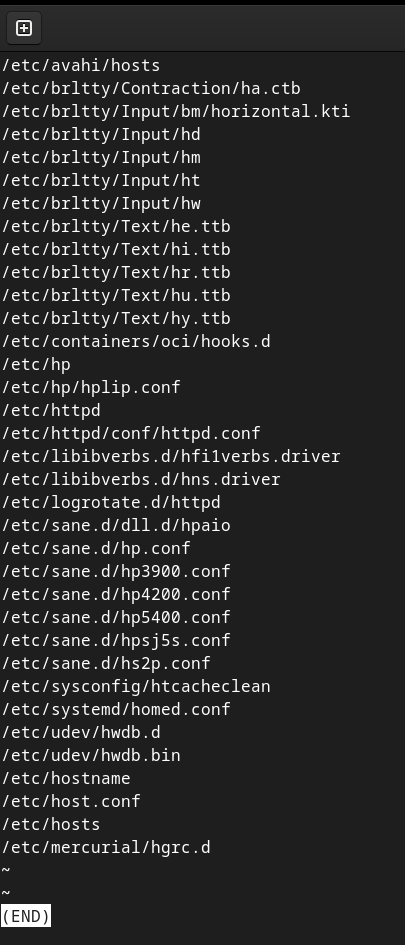 /etc/avahi/hosts
/etc/brltty/Contraction/ha.ctb
/etc/brltty/Input/bm/horizontal.kti
/etc/brltty/Input/hd
/etc/brltty/Input/hm
/etc/brltty/Input/ht
/etc/brltty/Input/hw
/etc/brltty/Text/he.ttb
/etc/brltty/Text/hi.ttb
/etc/brltty/Text/hr.ttb
/etc/brltty/Text/hu.ttb
/etc/brltty/Text/hy.ttb
/etc/containers/oci/hooks.d
/etc/hp
/etc/hp/hplip.conf
/etc/httpd
/etc/httpd/conf/httpd.conf
/etc/libibverbs.d/hfi1verbs.driver
/etc/libibverbs.d/hns.driver
/etc/logrotate.d/httpd
/etc/sane.d/dll.d/hpaio
/etc/sane.d/hp.conf
/etc/sane.d/hp3900.conf
/etc/sane.d/hp4200.conf
/etc/sane.d/hp5400.conf
/etc/sane.d/hpsj5s.conf
/etc/sane.d/hs2p.conf
/etc/sysconfig/htcacheclean
/etc/systemd/homed.conf
/etc/udev/hwdb.d
/etc/udev/hwdb.bin
/etc/hostname
/etc/host.conf
/etc/hosts
/etc/mercurial/hgrc.d
~
~
(END)